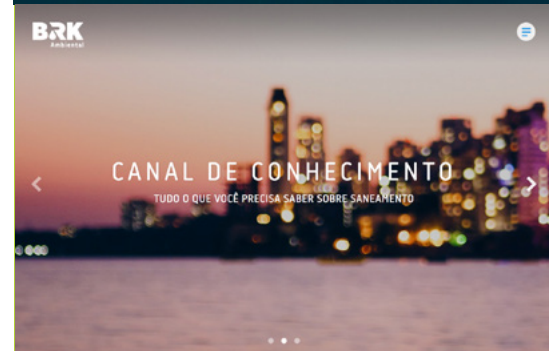 BRK
Ambiental
CANAL DE CONHECIMENTO
TUDO O QUE VOCÊ PRECISA SABER SOBRE SANEAMENTO